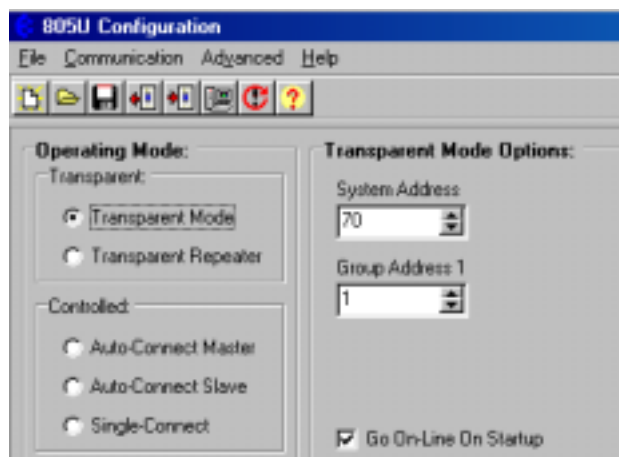 805U Configuration
File Communication Advanced Help
Operating Mode:
Transparent:
Transparent Mode
Transparent Repeater
Controlled:
Auto-Connect Master
Auto-Connect Slave
Single-Connect
Transparent Mode Options:
System Address
70
Group Address 1
1
Go On-Line On Startup